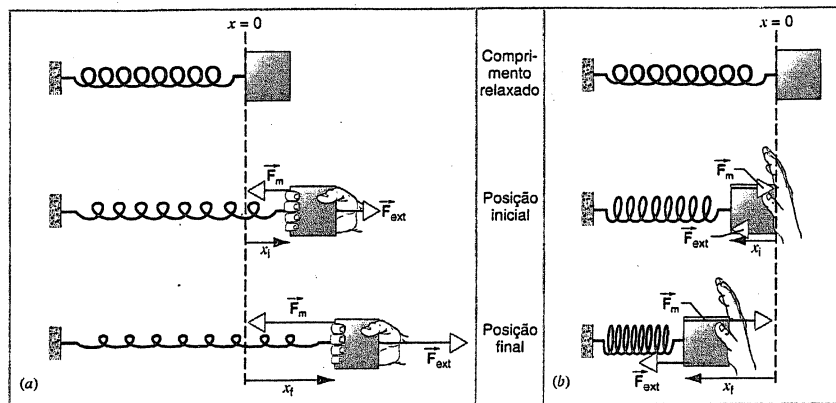 x = 0
x = 0
Compri-
mento
relaxado
F_m
F_ext
x_i
Posição
inicial
F_m
F_ext
x_i
F_m
F_ext
x_f
Posição
final
F_m
F_ext
x_f
(a)
(b)